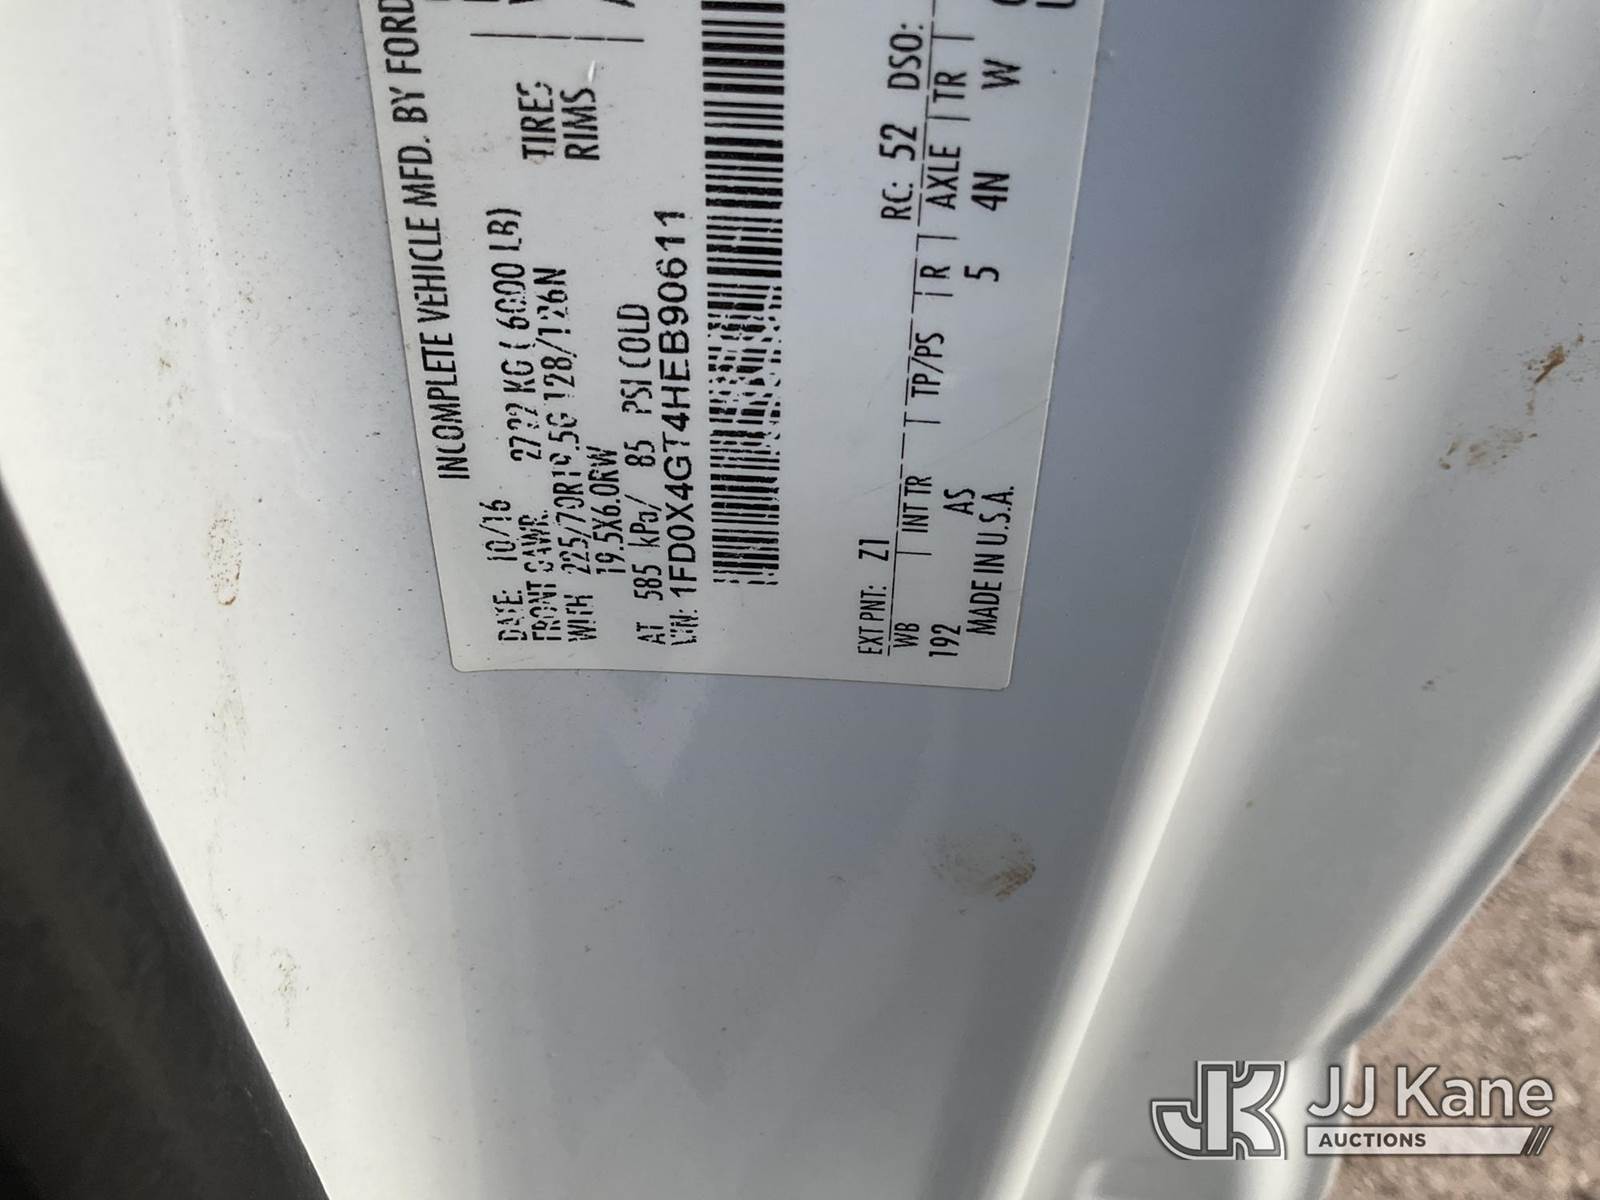 INCOMPLETE VEHICLE MFD. BY FORD
DATE: 10/16
FRONT GAWR: 2722 KG ( 6000 LB)
WITH 225/70R19.5G 128/126N TIRES
19.5X6.0RW RIMS
AT 585 kPa/ 85 PSI COLD
VIN: 1FD0X4GT4HEB90611
EXT PNT: Z1 RC: 52 DSO:
WB INT TR TP/PS R AXLE TR
192 AS 5 4N W
MADE IN U.S.A.
JJ Kane
AUCTIONS